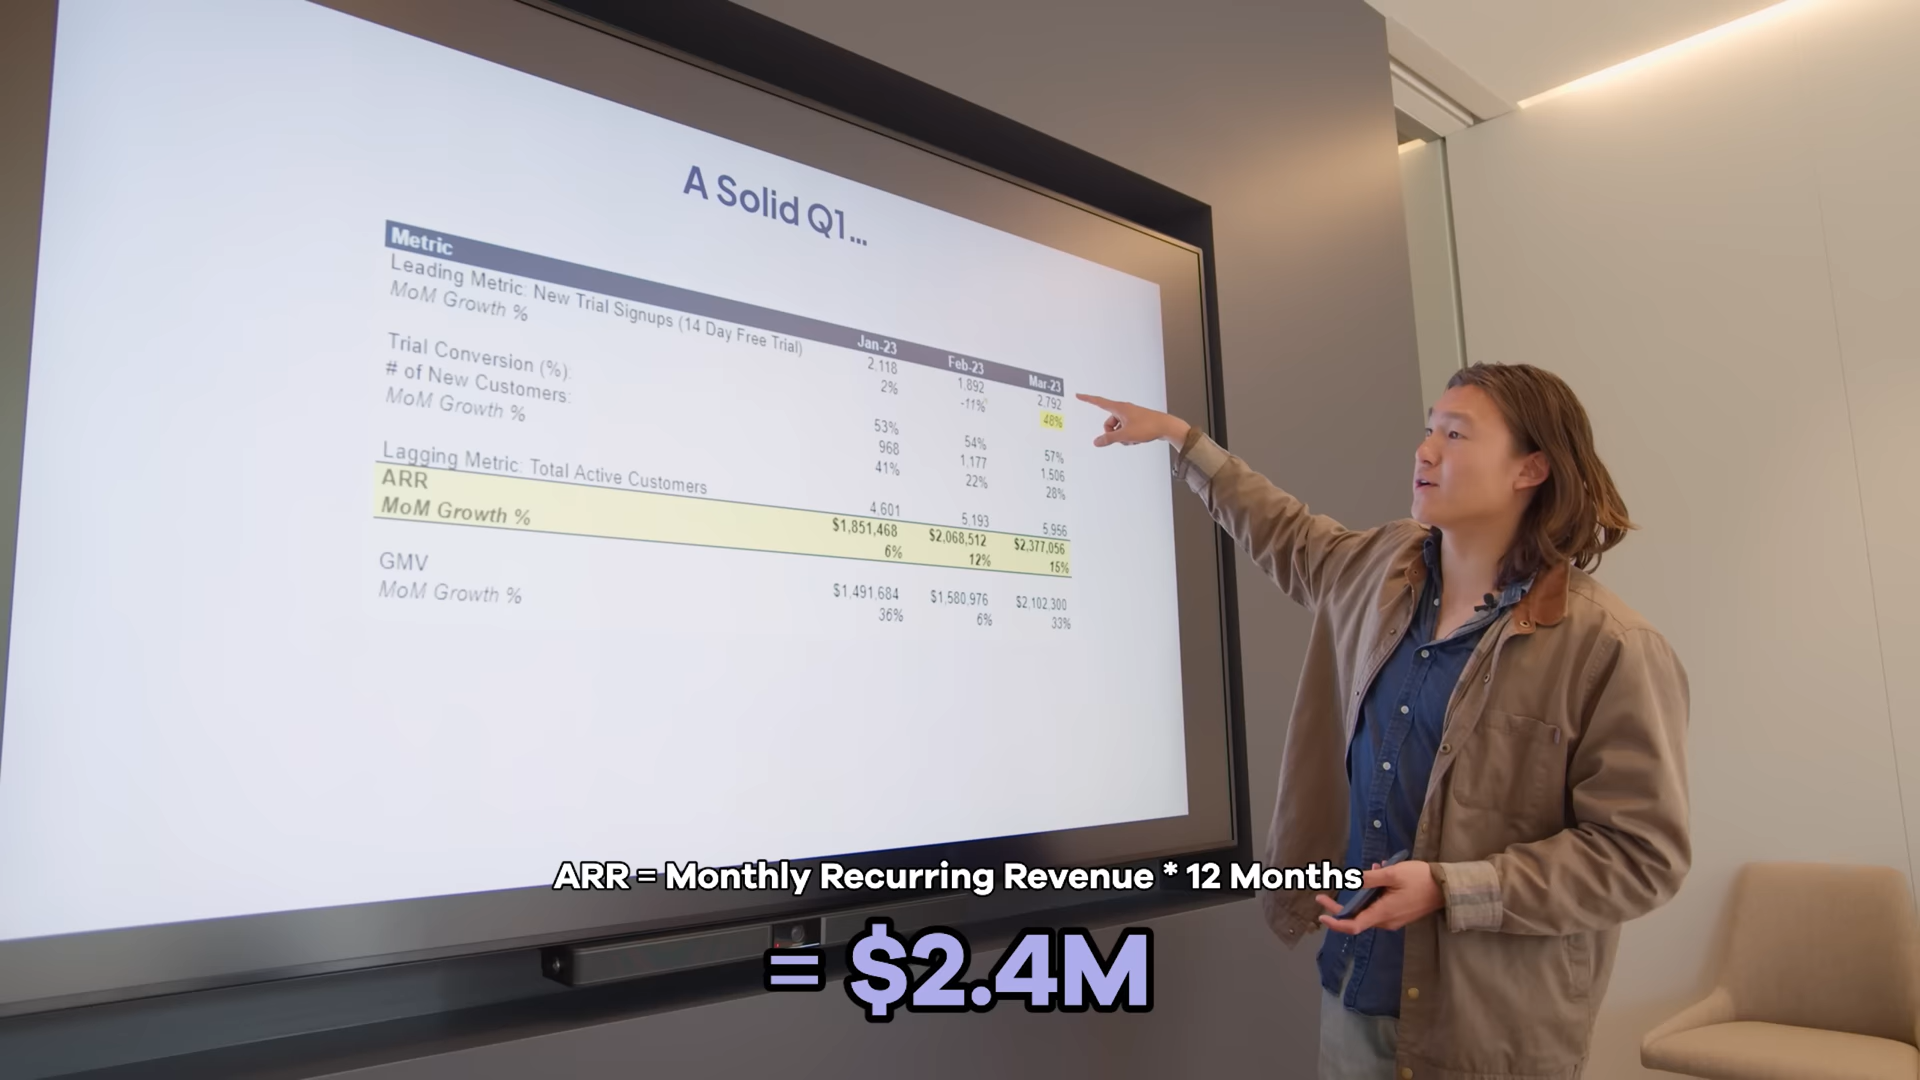 A Solid Q1...
Metric Jan-23 Feb-23 Mar-23
Leading Metric: New Trial Signups (14 Day Free Trial) 2,118 1,892 2,792
MoM Growth % 2% -11% 48%
Trial Conversion (%): 53% 54% 57%
# of New Customers: 968 1,177 1,506
MoM Growth % 41% 22% 28%
Lagging Metric: Total Active Customers 4,601 5,193 5,956
ARR $1,851,468 $2,068,512 $2,377,056
MoM Growth % 6% 12% 15%
GMV $1,491,684 $1,580,976 $2,102,300
MoM Growth % 36% 6% 33%
ARR = Monthly Recurring Revenue * 12 Months
= $2.4M